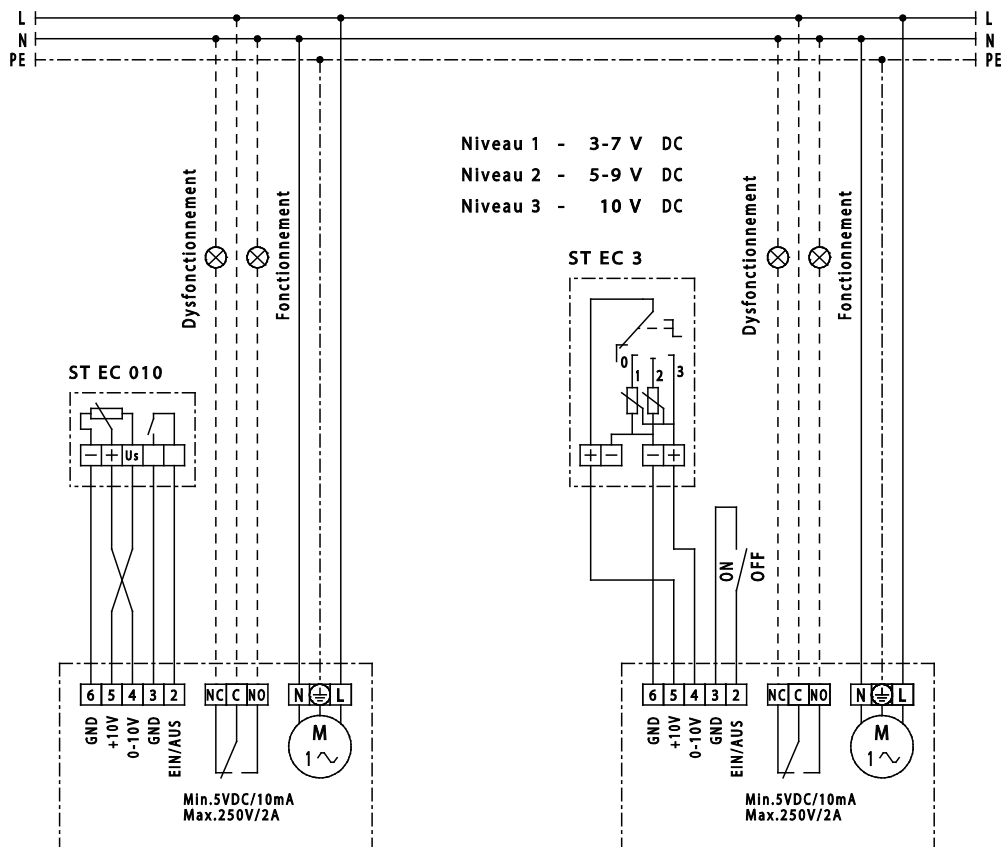 L
L
N
N
PE
PE
Niveau 1 - 3-7 V DC
Niveau 2 - 5-9 V DC
Niveau 3 - 10 V DC
Dysfonctionnement
Fonctionnement
Dysfonctionnement
Fonctionnement
ST EC 010
− + Us
ST EC 3
0 1 2 3
+ − − +
ON
OFF
6 5 4 3 2
NC C NO
N L
GND
+10V
0-10V
GND
EIN/AUS
M
1
Min.5VDC/10mA
Max.250V/2A
6 5 4 3 2
NC C NO
N L
GND
+10V
0-10V
GND
EIN/AUS
M
1
Min.5VDC/10mA
Max.250V/2A